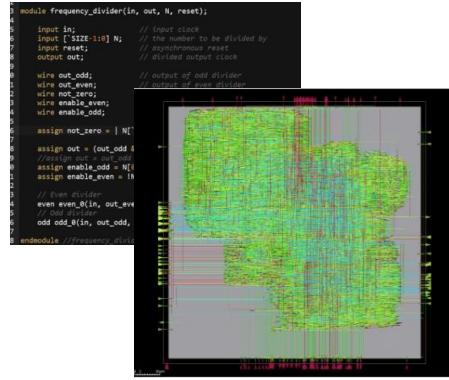 module frequency_divider(in, out, N, reset);
input in; // input clock
input [`SIZE-1:0] N; // the number to be divided by
input reset; // asynchronous reset
output out; // divided output clock
wire out_odd; // output of odd divider
wire out_even; // output of even divider
wire not_zero;
wire enable_even;
wire enable_odd;
assign not_zero = | N[`
assign out = (out_odd &
//assign out = out_odd
assign enable_odd = N[0
assign enable_even = !N
// Even divider
even even_0(in, out_eve
// Odd divider
odd odd_0(in, out_odd,
endmodule //frequency_divid